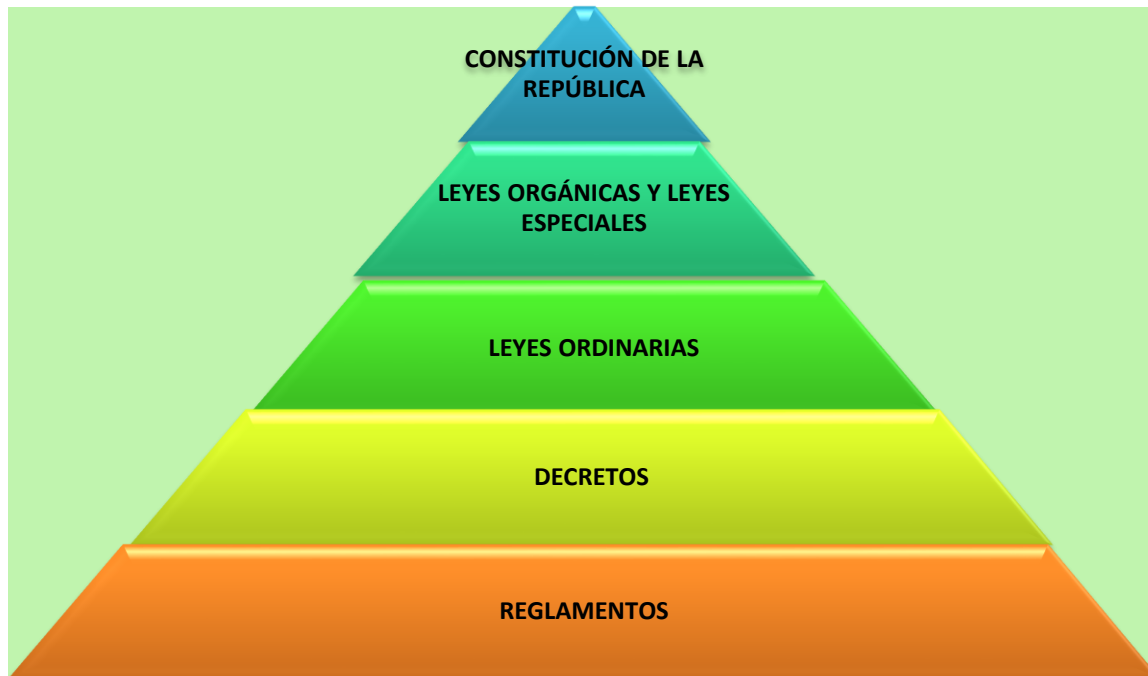 CONSTITUCIÓN DE LA
REPÚBLICA
LEYES ORGÁNICAS Y LEYES
ESPECIALES
LEYES ORDINARIAS
DECRETOS
REGLAMENTOS